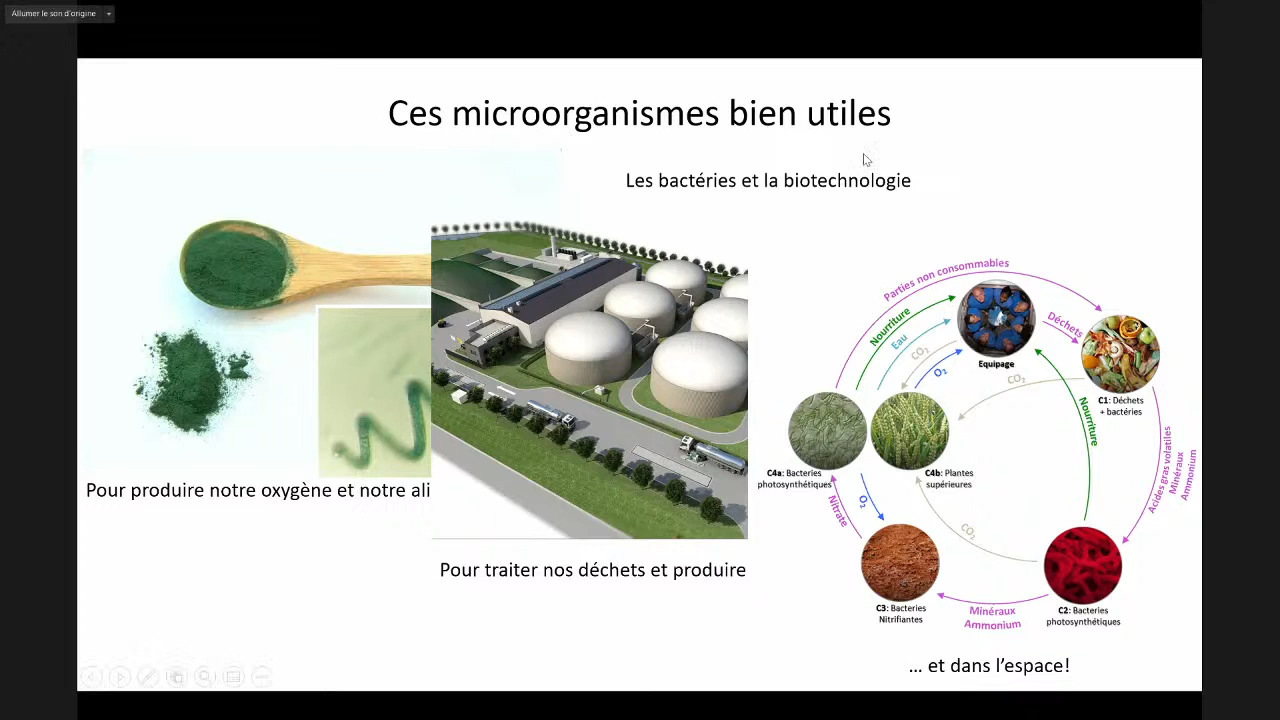 Allumer le son d'origine
Ces microorganismes bien utiles
Les bactéries et la biotechnologie
Pour produire notre oxygène et notre ali
Pour traiter nos déchets et produire
Parties non consommables
Nourriture
Eau
CO₂
O₂
Equipage
Déchets
CO₂
C1: Déchets
+ bactéries
Nourriture
Acides gras volatiles
Minéraux
Ammonium
C4a: Bacteries
photosynthétiques
C4b: Plantes
supérieures
O₂
Nitrate
CO₂
C3: Bacteries
Nitrifiantes
Minéraux
Ammonium
C2: Bacteries
photosynthétiques
... et dans l'espace!